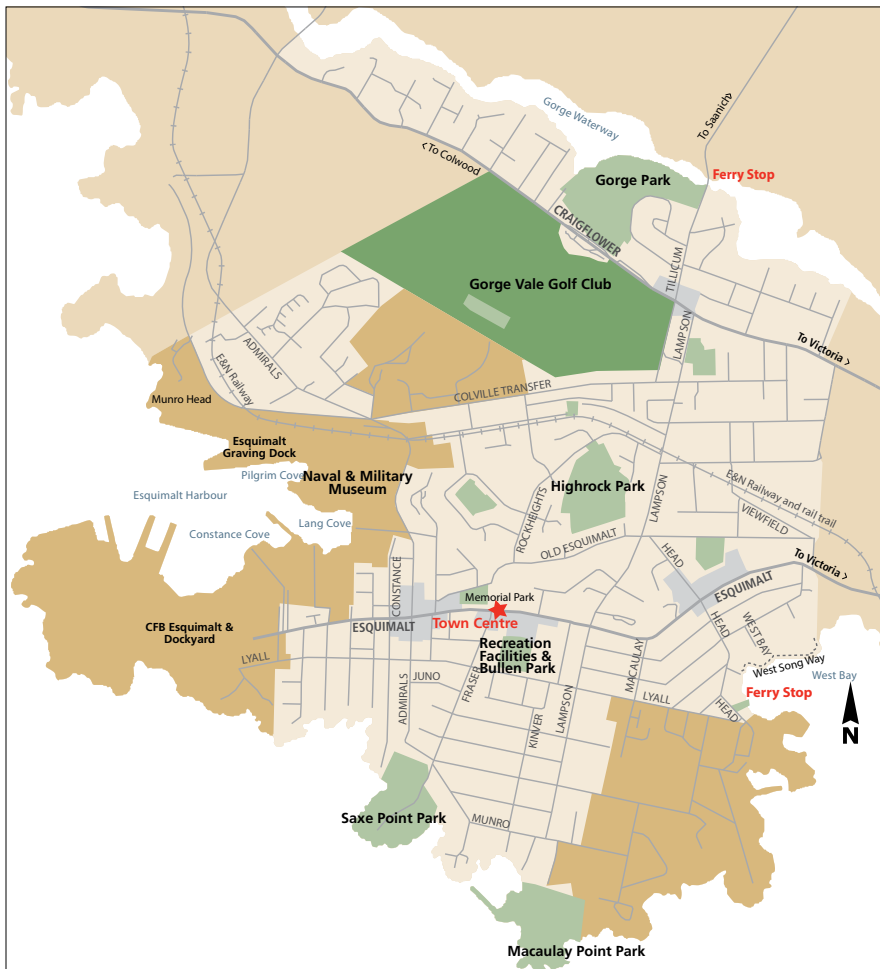 Gorge Waterway
To Saanich>
<To Colwood
Gorge Park
Ferry Stop
CRAIGFLOWER
TILLICUM
Gorge Vale Golf Club
LAMPSON
To Victoria >
ADMIRALS
E&N Railway
Munro Head
COLVILLE TRANSFER
Esquimalt
Graving Dock
Pilgrim Cove
Naval & Military
Museum
Highrock Park
Esquimalt Harbour
Lang Cove
Constance Cove
ROCKHEIGHTS
LAMPSON
E&N Railway and rail trail
VIEWFIELD
OLD ESQUIMALT
HEAD
To Victoria >
CONSTANCE
Memorial Park
ESQUIMALT
CFB Esquimalt &
Dockyard
ESQUIMALT
Town Centre
HEAD
WEST BAY
Recreation
Facilities &
Bullen Park
LYALL
MACAULAY
West Song Way
West Bay
JUNO
FRASER
ADMIRALS
LAMPSON
KINVER
LYALL
Ferry Stop
HEAD
N
Saxe Point Park
MUNRO
Macaulay Point Park